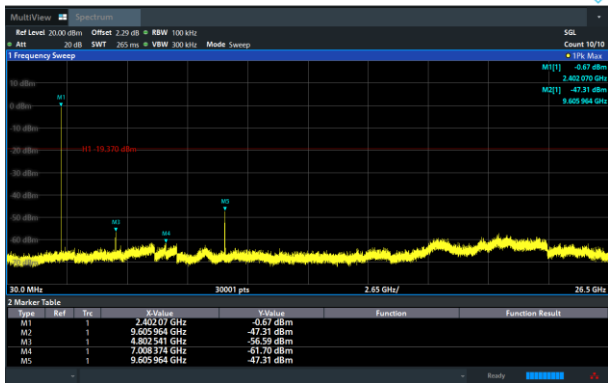 MultiView Spectrum
Ref Level 20.00 dBm Offset 2.29 dB RBW 100 kHz SGL
Att 20 dB SWT 265 ms VBW 300 kHz Mode Sweep Count 10/10
1 Frequency Sweep 1Pk Max
M1[1] -0.67 dBm
2.402 070 GHz
M2[1] -47.31 dBm
9.605 964 GHz
10 dBm
M1
0 dBm
-10 dBm
-20 dBm
H1 -19.370 dBm
-30 dBm
-40 dBm
M5
-50 dBm
M3
M4
-60 dBm
-70 dBm
30.0 MHz 30001 pts 2.65 GHz/ 26.5 GHz
2 Marker Table
Type Ref Trc X-Value Y-Value Function Function Result
M1 1 2.402 07 GHz -0.67 dBm
M2 1 9.605 964 GHz -47.31 dBm
M3 1 4.802 541 GHz -56.59 dBm
M4 1 7.008 374 GHz -61.70 dBm
M5 1 9.605 964 GHz -47.31 dBm
Ready